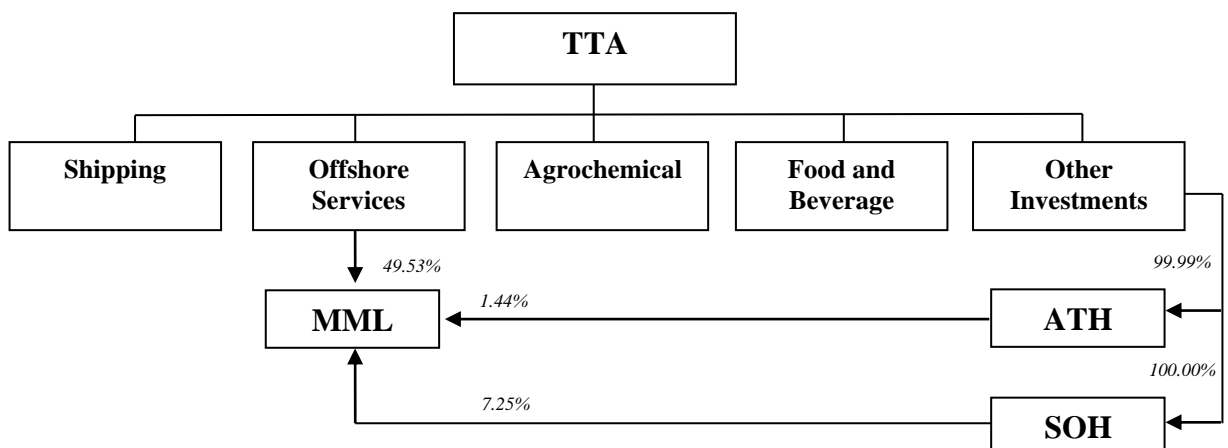 TTA
Shipping
Offshore
Services
Agrochemical
Food and
Beverage
Other
Investments
49.53%
99.99%
MML
1.44%
ATH
100.00%
7.25%
SOH